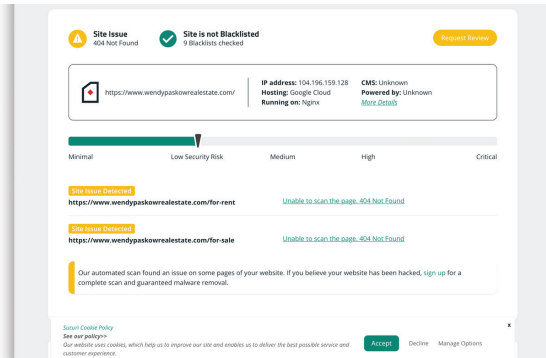 Site Issue
404 Not Found
Site is not Blacklisted
9 Blacklists checked
Request Review
https://www.wendypaskowrealestate.com/
IP address: 104.196.159.128
Hosting: Google Cloud
Running on: Nginx
CMS: Unknown
Powered by: Unknown
More Details
Minimal Low Security Risk Medium High Critical
Site Issue Detected
https://www.wendypaskowrealestate.com/for-rent Unable to scan the page. 404 Not Found
Site Issue Detected
https://www.wendypaskowrealestate.com/for-sale Unable to scan the page. 404 Not Found
Our automated scan found an issue on some pages of your website. If you believe your website has been hacked, sign up for a
complete scan and guaranteed malware removal.
x
Sucuri Cookie Policy
See our policy>>
Our website uses cookies, which help us to improve our site and enables us to deliver the best possible service and
customer experience.
Accept Decline Manage Options